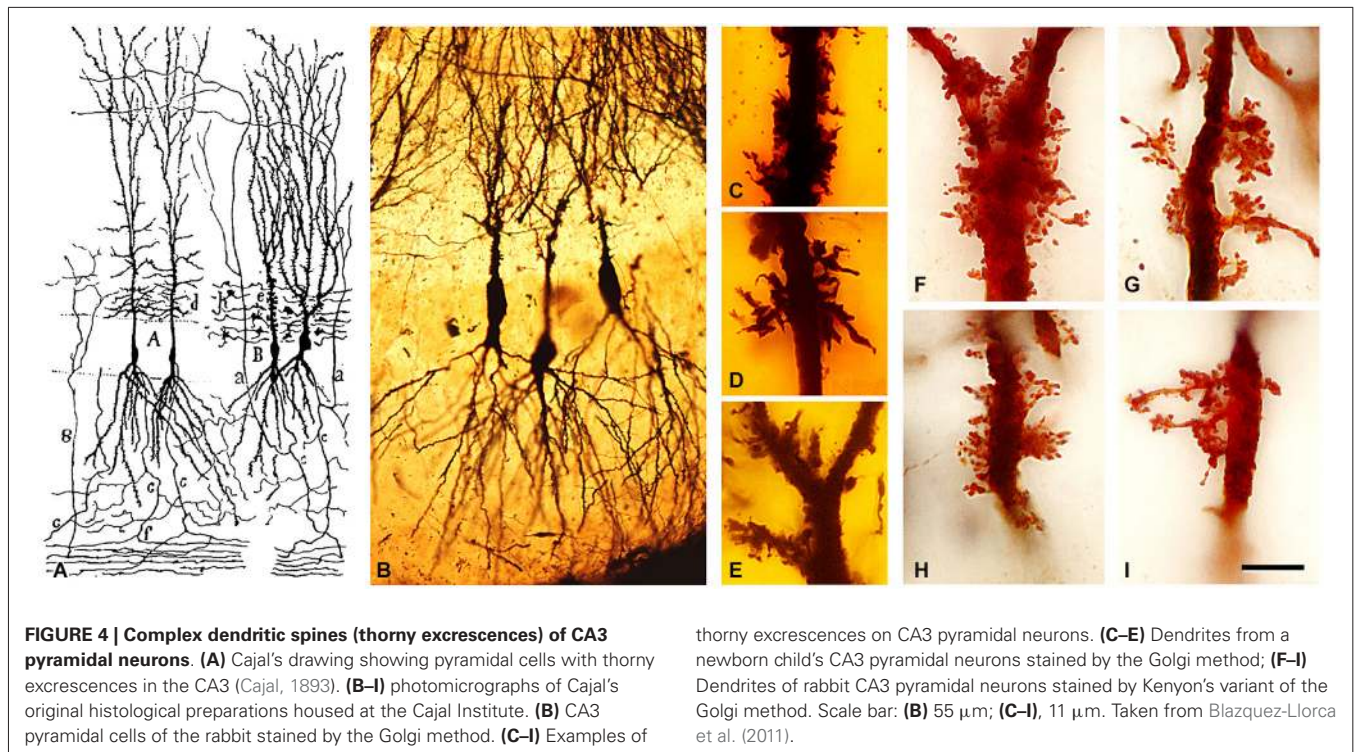 A
d
h
e
A
B
a
a
g
c
c
c
c
G
f
A
B
C
D
E
F
G
H
I
FIGURE 4 | Complex dendritic spines (thorny excrescences) of CA3
pyramidal neurons. (A) Cajal’s drawing showing pyramidal cells with thorny
excrescences in the CA3 (Cajal, 1893). (B–I) photomicrographs of Cajal’s
original histological preparations housed at the Cajal Institute. (B) CA3
pyramidal cells of the rabbit stained by the Golgi method. (C–I) Examples of
thorny excrescences on CA3 pyramidal neurons. (C–E) Dendrites from a
newborn child’s CA3 pyramidal neurons stained by the Golgi method; (F–I)
Dendrites of rabbit CA3 pyramidal neurons stained by Kenyon’s variant of the
Golgi method. Scale bar: (B) 55 μm; (C–I), 11 μm. Taken from Blazquez-Llorca
et al. (2011).